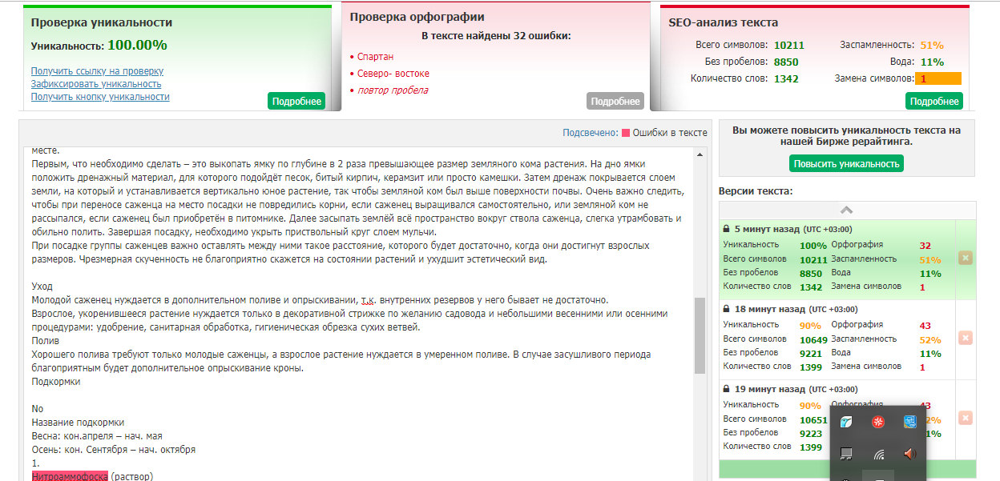 Проверка уникальности
Уникальность: 100.00%
Получить ссылку на проверку
Зафиксировать уникальность
Получить кнопку уникальности
Подробнее
Проверка орфографии
В тексте найдены 32 ошибки:
• Спартан
• Северо- востоке
• повтор пробела
Подробнее
SEO-анализ текста
Всего символов: 10211 Заспамленность: 51%
Без пробелов: 8850 Вода: 11%
Количество слов: 1342 Замена символов: 1
Подробнее
Подсвечено: Ошибки в тексте
месте.
Первым, что необходимо сделать – это выкопать ямку по глубине в 2 раза превышающее размер земляного кома растения. На дно ямки
положить дренажный материал, для которого подойдёт песок, битый кирпич, керамзит или просто камешки. Затем дренаж покрывается слоем
земли, на который и устанавливается вертикально юное растение, так чтобы земляной ком был выше поверхности почвы. Очень важно следить,
чтобы при переносе саженца на место посадки не повредились корни, если саженец выращивался самостоятельно, или земляной ком не
рассыпался, если саженец был приобретён в питомнике. Далее засыпать землёй всё пространство вокруг ствола саженца, слегка утрамбовать и
обильно полить. Завершая посадку, необходимо укрыть приствольный круг слоем мульчи.
При посадке группы саженцев важно оставлять между ними такое расстояние, которого будет достаточно, когда они достигнут взрослых
размеров. Чрезмерная скученность не благоприятно скажется на состоянии растений и ухудшит эстетический вид.
Уход
Молодой саженец нуждается в дополнительном поливе и опрыскивании, т.к. внутренних резервов у него бывает не достаточно.
Взрослое, укоренившееся растение нуждается только в декоративной стрижке по желанию садовода и небольшими весенними или осенними
процедурами: удобрение, санитарная обработка, гигиеническая обрезка сухих ветвей.
Полив
Хорошего полива требуют только молодые саженцы, а взрослое растение нуждается в умеренном поливе. В случае засушливого периода
благоприятным будет дополнительное опрыскивание кроны.
Подкормки
No
Название подкормки
Весна: кон.апреля – нач. мая
Осень: кон. Сентября – нач. октября
1.
Нитроаммофоска (раствор)
Вы можете повысить уникальность текста на
нашей Бирже рерайтинга.
Повысить уникальность
Версии текста:
5 минут назад (UTC +03:00)
Уникальность 100% Орфография 32
Всего символов 10211 Заспамленность 51%
Без пробелов 8850 Вода 11%
Количество слов 1342 Замена символов 1
18 минут назад (UTC +03:00)
Уникальность 90% Орфография 43
Всего символов 10649 Заспамленность 52%
Без пробелов 9221 Вода 11%
Количество слов 1399 Замена символов 1
19 минут назад (UTC +03:00)
Уникальность 90% Орфография 43
Всего символов 10651 2%
Без пробелов 9223 1%
Количество слов 1399